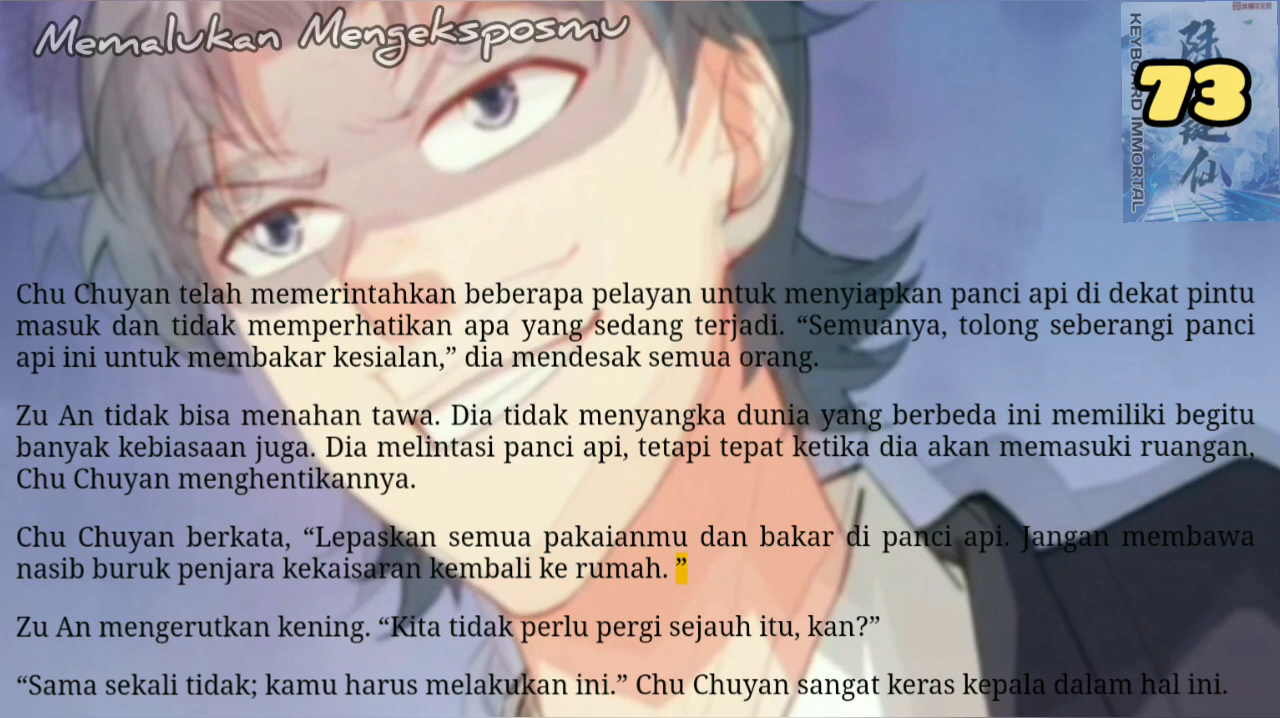 Memalukan Mengeksposmu
73
KEYBOARD IMMORTAL
Chu Chuyan telah memerintahkan beberapa pelayan untuk menyiapkan panci api di dekat pintu
masuk dan tidak memperhatikan apa yang sedang terjadi. “Semuanya, tolong seberangi panci
api ini untuk membakar kesialan,” dia mendesak semua orang.
Zu An tidak bisa menahan tawa. Dia tidak menyangka dunia yang berbeda ini memiliki begitu
banyak kebiasaan juga. Dia melintasi panci api, tetapi tepat ketika dia akan memasuki ruangan,
Chu Chuyan menghentikannya.
Chu Chuyan berkata, “Lepaskan semua pakaianmu dan bakar di panci api. Jangan membawa
nasib buruk penjara kekaisaran kembali ke rumah. ”
Zu An mengerutkan kening. “Kita tidak perlu pergi sejauh itu, kan?”
“Sama sekali tidak; kamu harus melakukan ini.” Chu Chuyan sangat keras kepala dalam hal ini.